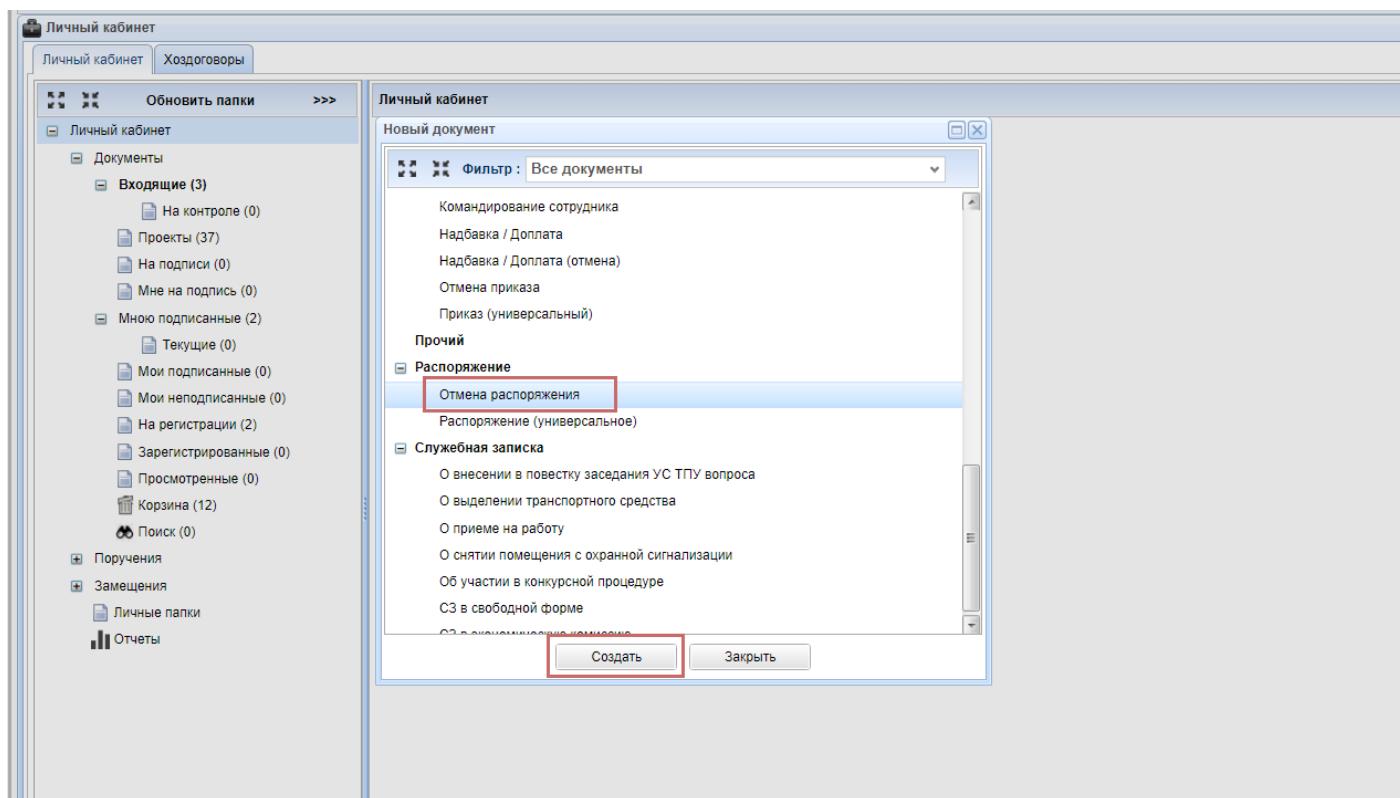 Личный кабинет
Личный кабинет Хоздоговоры
Обновить папки >>>
Личный кабинет
Документы
Входящие (3)
На контроле (0)
Проекты (37)
На подписи (0)
Мне на подпись (0)
Мною подписанные (2)
Текущие (0)
Мои подписанные (0)
Мои неподписанные (0)
На регистрации (2)
Зарегистрированные (0)
Просмотренные (0)
Корзина (12)
Поиск (0)
Поручения
Замещения
Личные папки
Отчеты
Личный кабинет
Новый документ
Фильтр : Все документы
Командирование сотрудника
Надбавка / Доплата
Надбавка / Доплата (отмена)
Отмена приказа
Приказ (универсальный)
Прочий
Распоряжение
Отмена распоряжения
Распоряжение (универсальное)
Служебная записка
О внесении в повестку заседания УС ТПУ вопроса
О выделении транспортного средства
О приеме на работу
О снятии помещения с охранной сигнализации
Об участии в конкурсной процедуре
СЗ в свободной форме
СЗ в экономическую комиссию
Создать Закрыть